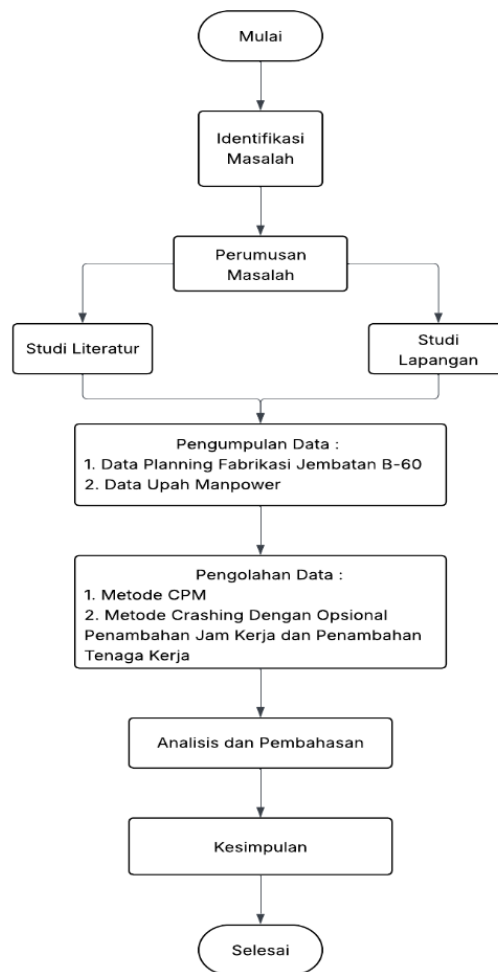 Mulai
Identifikasi
Masalah
Perumusan
Masalah
Studi Literatur
Studi
Lapangan
Pengumpulan Data :
1. Data Planning Fabrikasi Jembatan B-60
2. Data Upah Manpower
Pengolahan Data :
1. Metode CPM
2. Metode Crashing Dengan Opsional
Penambahan Jam Kerja dan Penambahan
Tenaga Kerja
Analisis dan Pembahasan
Kesimpulan
Selesai